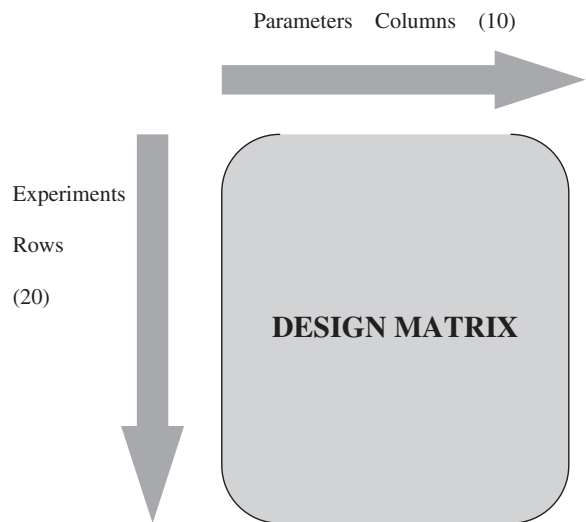 Parameters Columns (10)
Experiments
Rows
(20)
DESIGN MATRIX